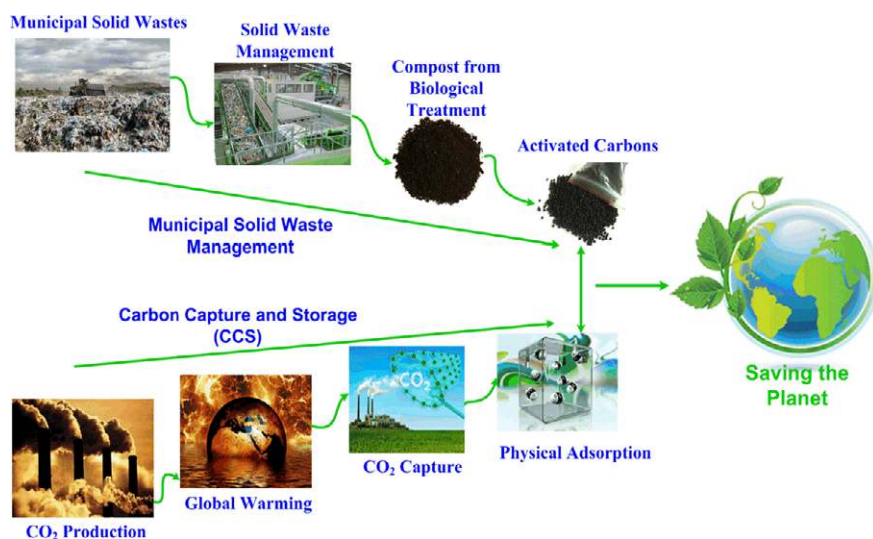 Municipal Solid Wastes
Solid Waste
Management
Compost from
Biological
Treatment
Activated Carbons
Municipal Solid Waste
Management
Carbon Capture and Storage
(CCS)
CO₂
Saving the
Planet
Physical Adsorption
CO₂ Capture
Global Warming
CO₂ Production